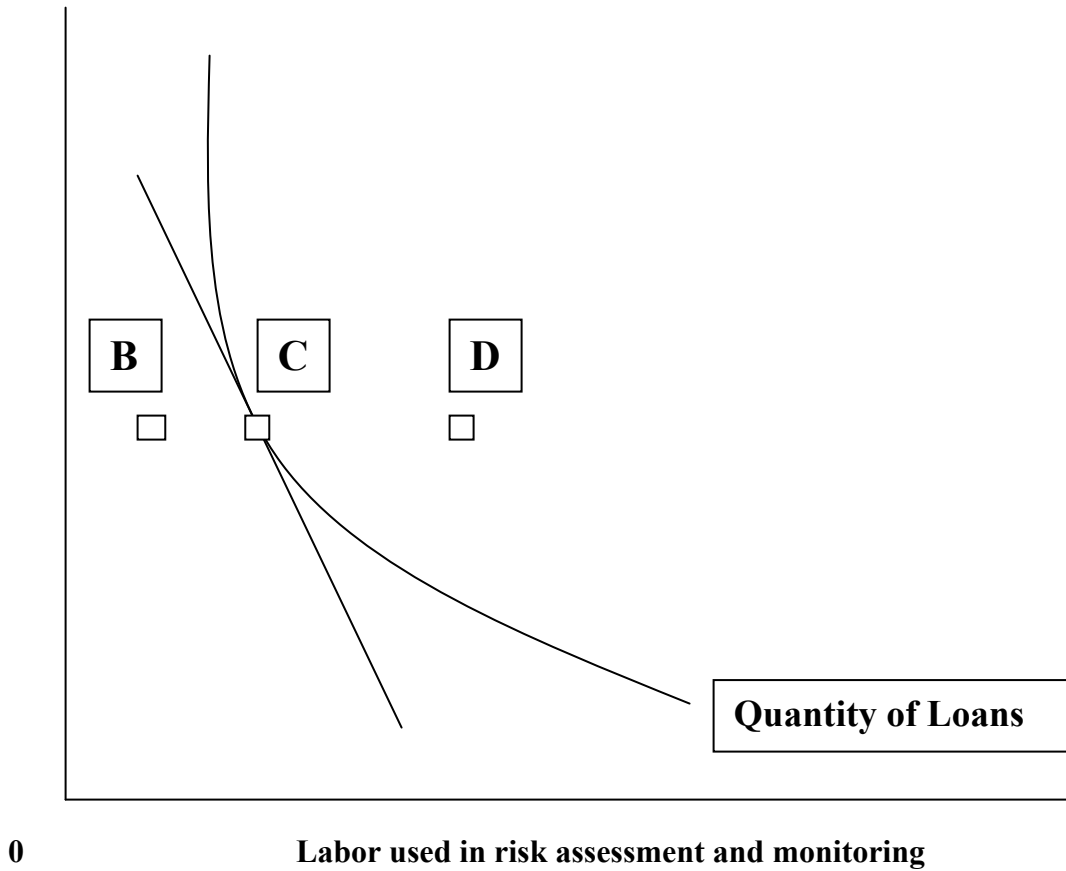 B
C
D
Quantity of Loans
0
Labor used in risk assessment and monitoring